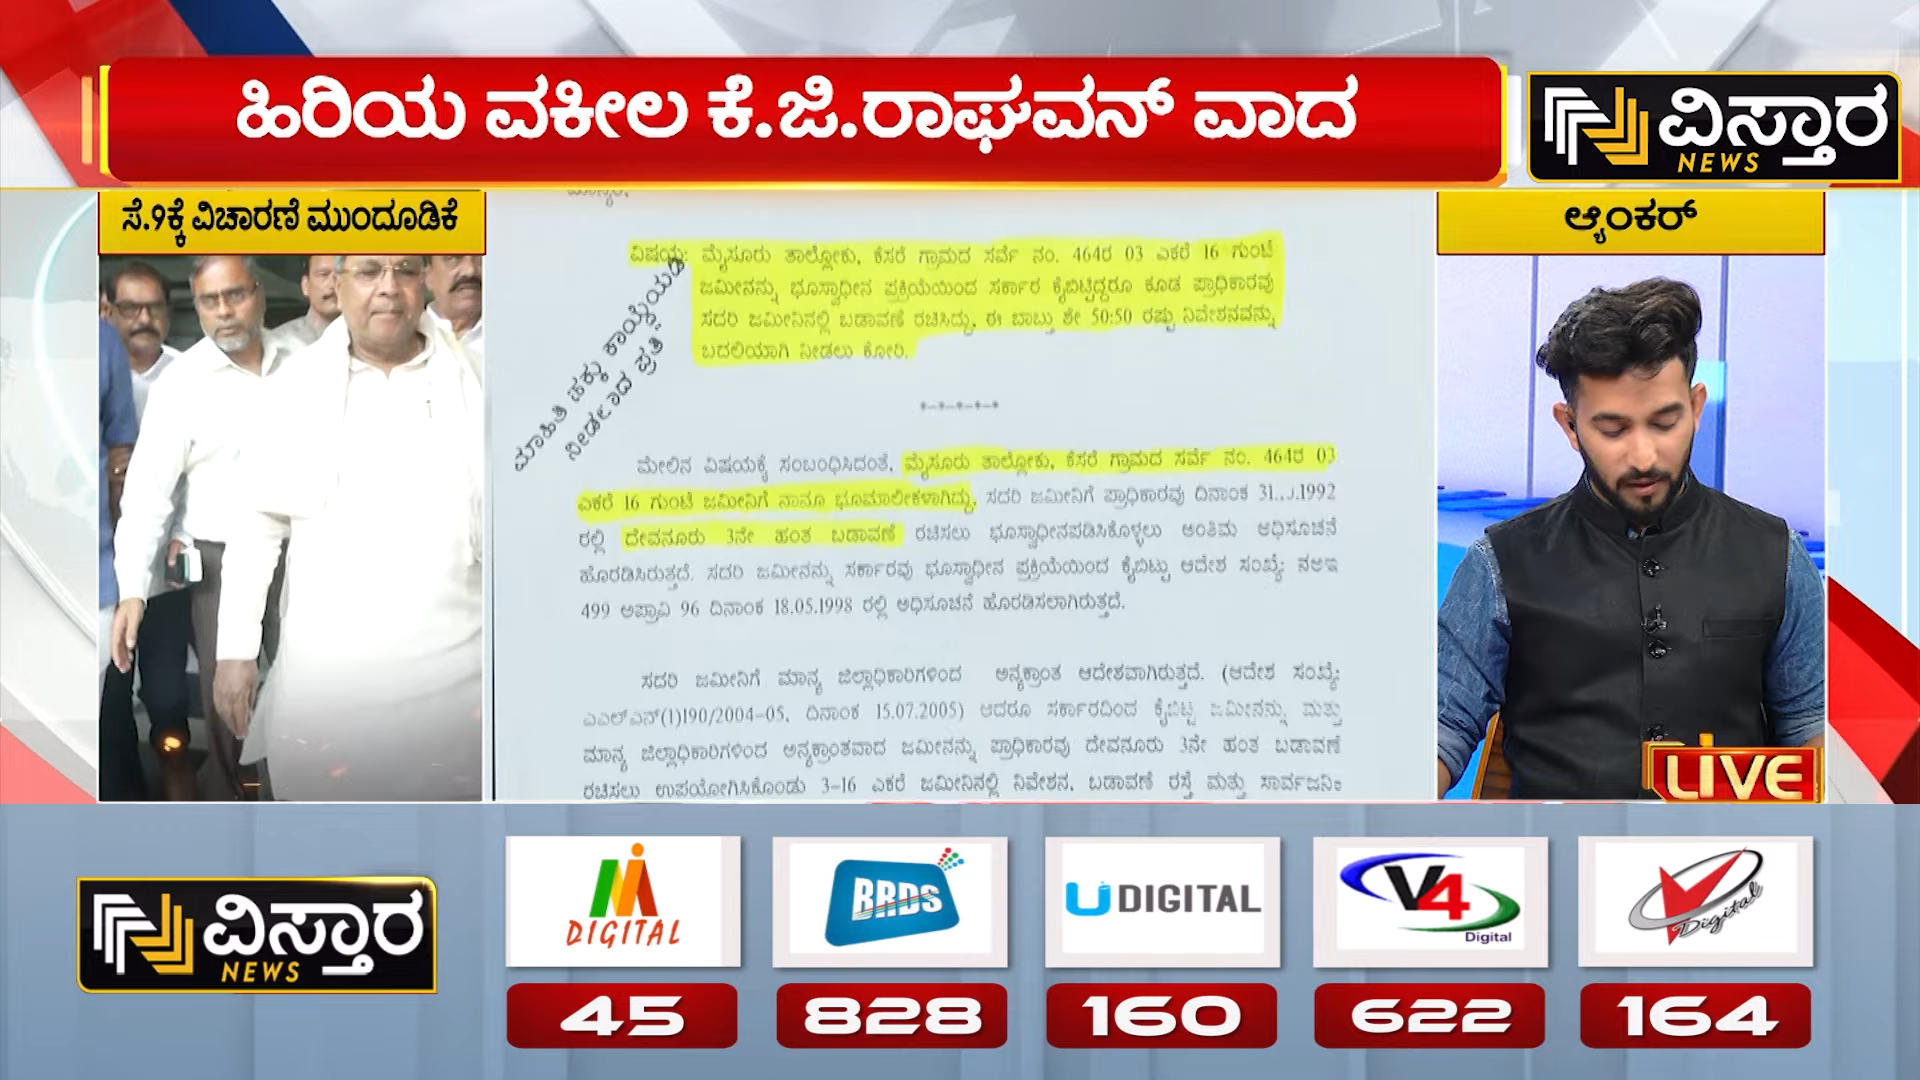 ಹಿರಿಯ ವಕೀಲ ಕೆ.ಜಿ.ರಾಘವನ್ ವಾದ
ವಿಸ್ತಾರ
NEWS
ಸೆ.9ಕ್ಕೆ ವಿಚಾರಣೆ ಮುಂದೂಡಿಕೆ
ಆ್ಯಂಕರ್
ವಿಷಯ: ಮೈಸೂರು ತಾಲ್ಲೋಕು, ಕೆಸರೆ ಗ್ರಾಮದ ಸರ್ವೆ ನಂ. 464ರ 03 ಎಕರೆ 16 ಗುಂಟೆ
ಜಮೀನನ್ನು ಭೂಸ್ವಾಧೀನ ಪ್ರಕ್ರಿಯೆಯಿಂದ ಸರ್ಕಾರ ಕೈಬಿಟ್ಟಿದ್ದರೂ ಕೂಡ ಪ್ರಾಧಿಕಾರವು
ಸದರಿ ಜಮೀನಿನಲ್ಲಿ ಬಡಾವಣೆ ರಚಿಸಿದ್ದು, ಈ ಬಾಬ್ತು ಶೇ 50:50 ರಷ್ಟು ನಿವೇಶನವನ್ನು
ಬದಲಿಯಾಗಿ ನೀಡಲು ಕೋರಿ.
ಮಾಹಿತಿ ಹಕ್ಕು ಕಾಯ್ದೆಯಡಿ
ನೀಡಲಾದ ಪ್ರತಿ
*-*-*-*-*
ಮೇಲಿನ ವಿಷಯಕ್ಕೆ ಸಂಬಂಧಿಸಿದಂತೆ, ಮೈಸೂರು ತಾಲ್ಲೋಕು, ಕೆಸರೆ ಗ್ರಾಮದ ಸರ್ವೆ ನಂ. 464ರ 03
ಎಕರೆ 16 ಗುಂಟೆ ಜಮೀನಿಗೆ ನಾನೂ ಭೂಮಾಲೀಕಳಾಗಿದ್ದು, ಸದರಿ ಜಮೀನಿಗೆ ಪ್ರಾಧಿಕಾರವು ದಿನಾಂಕ
ರಲ್ಲಿ ದೇವನೂರು 3ನೇ ಹಂತ ಬಡಾವಣೆ ರಚಿಸಲು ಭೂಸ್ವಾಧೀನಪಡಿಸಿಕೊಳ್ಳಲು ಅಂತಿಮ ಅಧಿಸೂಚನೆ
ಹೊರಡಿಸಿರುತ್ತದೆ. ಸದರಿ ಜಮೀನನ್ನು ಸರ್ಕಾರವು ಭೂಸ್ವಾಧೀನ ಪ್ರಕ್ರಿಯೆಯಿಂದ ಕೈಬಿಟ್ಟು ಆದೇಶ ಸಂಖ್ಯೆ: ನಅಇ
499 ಅಪ್ರಾವಿ 96 ದಿನಾಂಕ 18.05.1998 ರಲ್ಲಿ ಅಧಿಸೂಚನೆ ಹೊರಡಿಸಲಾಗಿರುತ್ತದೆ.
ಸದರಿ ಜಮೀನಿಗೆ ಮಾನ್ಯ ಜಿಲ್ಲಾಧಿಕಾರಿಗಳಿಂದ ಅನ್ಯಕ್ರಾಂತ ಆದೇಶವಾಗಿರುತ್ತದೆ. (ಆದೇಶ ಸಂಖ್ಯೆ:
ಎಎಲ್ಎನ್(1)190/2004-05, ದಿನಾಂಕ 15.07.2005) ಆದರೂ ಸರ್ಕಾರದಿಂದ ಕೈಬಿಟ್ಟ ಜಮೀನನ್ನು ಮತ್ತು
ಮಾನ್ಯ ಜಿಲ್ಲಾಧಿಕಾರಿಗಳಿಂದ ಅನ್ಯಕ್ರಾಂತವಾದ ಜಮೀನನ್ನು ಪ್ರಾಧಿಕಾರವು ದೇವನೂರು 3ನೇ ಹಂತ ಬಡಾವಣೆ
ರಚಿಸಲು ಉಪಯೋಗಿಸಿಕೊಂಡು 3-16 ಎಕರೆ ಜಮೀನಿನಲ್ಲಿ ನಿವೇಶನ, ಬಡಾವಣೆ ರಸ್ತೆ ಮತ್ತು ಸಾರ್ವಜನಿಕ
LIVE
ವಿಸ್ತಾರ
NEWS
DIGITAL
BRDS
U DIGITAL
V4
Digital
Digital
45 828 160 622 164